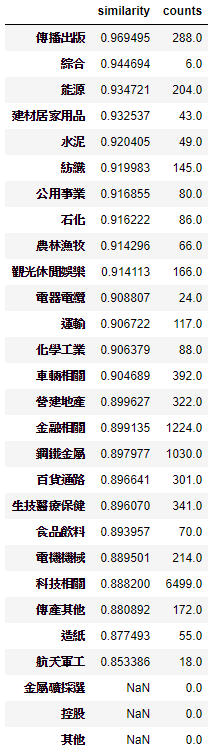 similarity counts
傳播出版 0.969495 288.0
綜合 0.944694 6.0
能源 0.934721 204.0
建材居家用品 0.932537 43.0
水泥 0.920405 49.0
紡織 0.919983 145.0
公用事業 0.916855 80.0
石化 0.916222 86.0
農林漁牧 0.914296 66.0
觀光休閒娛樂 0.914113 166.0
電器電纜 0.908807 24.0
運輸 0.906722 117.0
化學工業 0.906379 88.0
車輛相關 0.904689 392.0
營建地產 0.899627 322.0
金融相關 0.899135 1224.0
鋼鐵金屬 0.897977 1030.0
百貨通路 0.896641 301.0
生技醫療保健 0.896070 341.0
食品飲料 0.893957 70.0
電機機械 0.889501 214.0
科技相關 0.888200 6499.0
傳產其他 0.880892 172.0
造紙 0.877493 55.0
航天軍工 0.853386 18.0
金屬礦採選 NaN 0.0
控股 NaN 0.0
其他 NaN 0.0